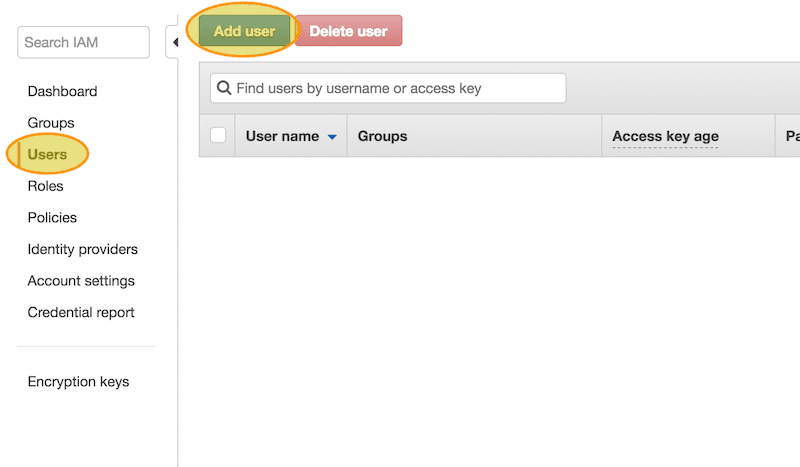 Search IAM
Dashboard
Groups
Users
Roles
Policies
Identity providers
Account settings
Credential report
Encryption keys
Add user
Delete user
Find users by username or access key
User name
Groups
Access key age
Pa